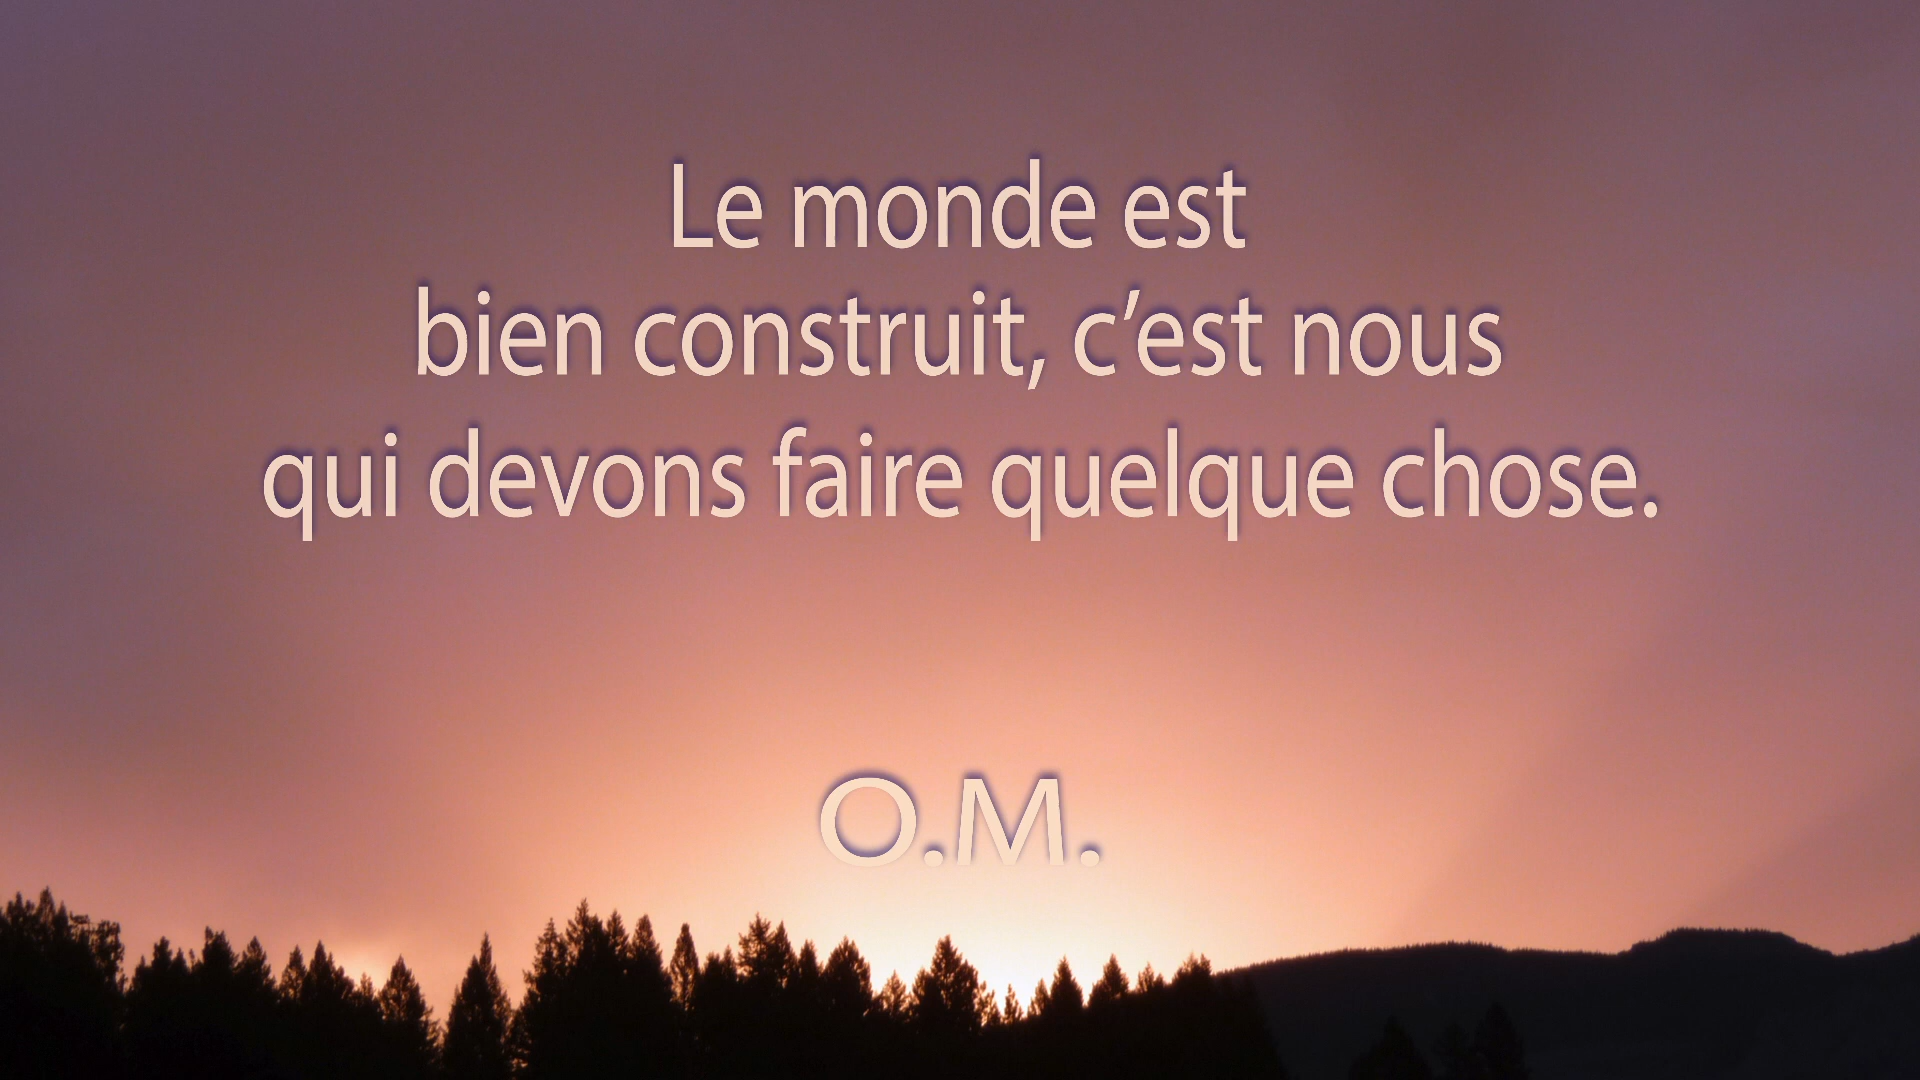 Le monde est
bien construit, c’est nous
qui devons faire quelque chose.
O.M.